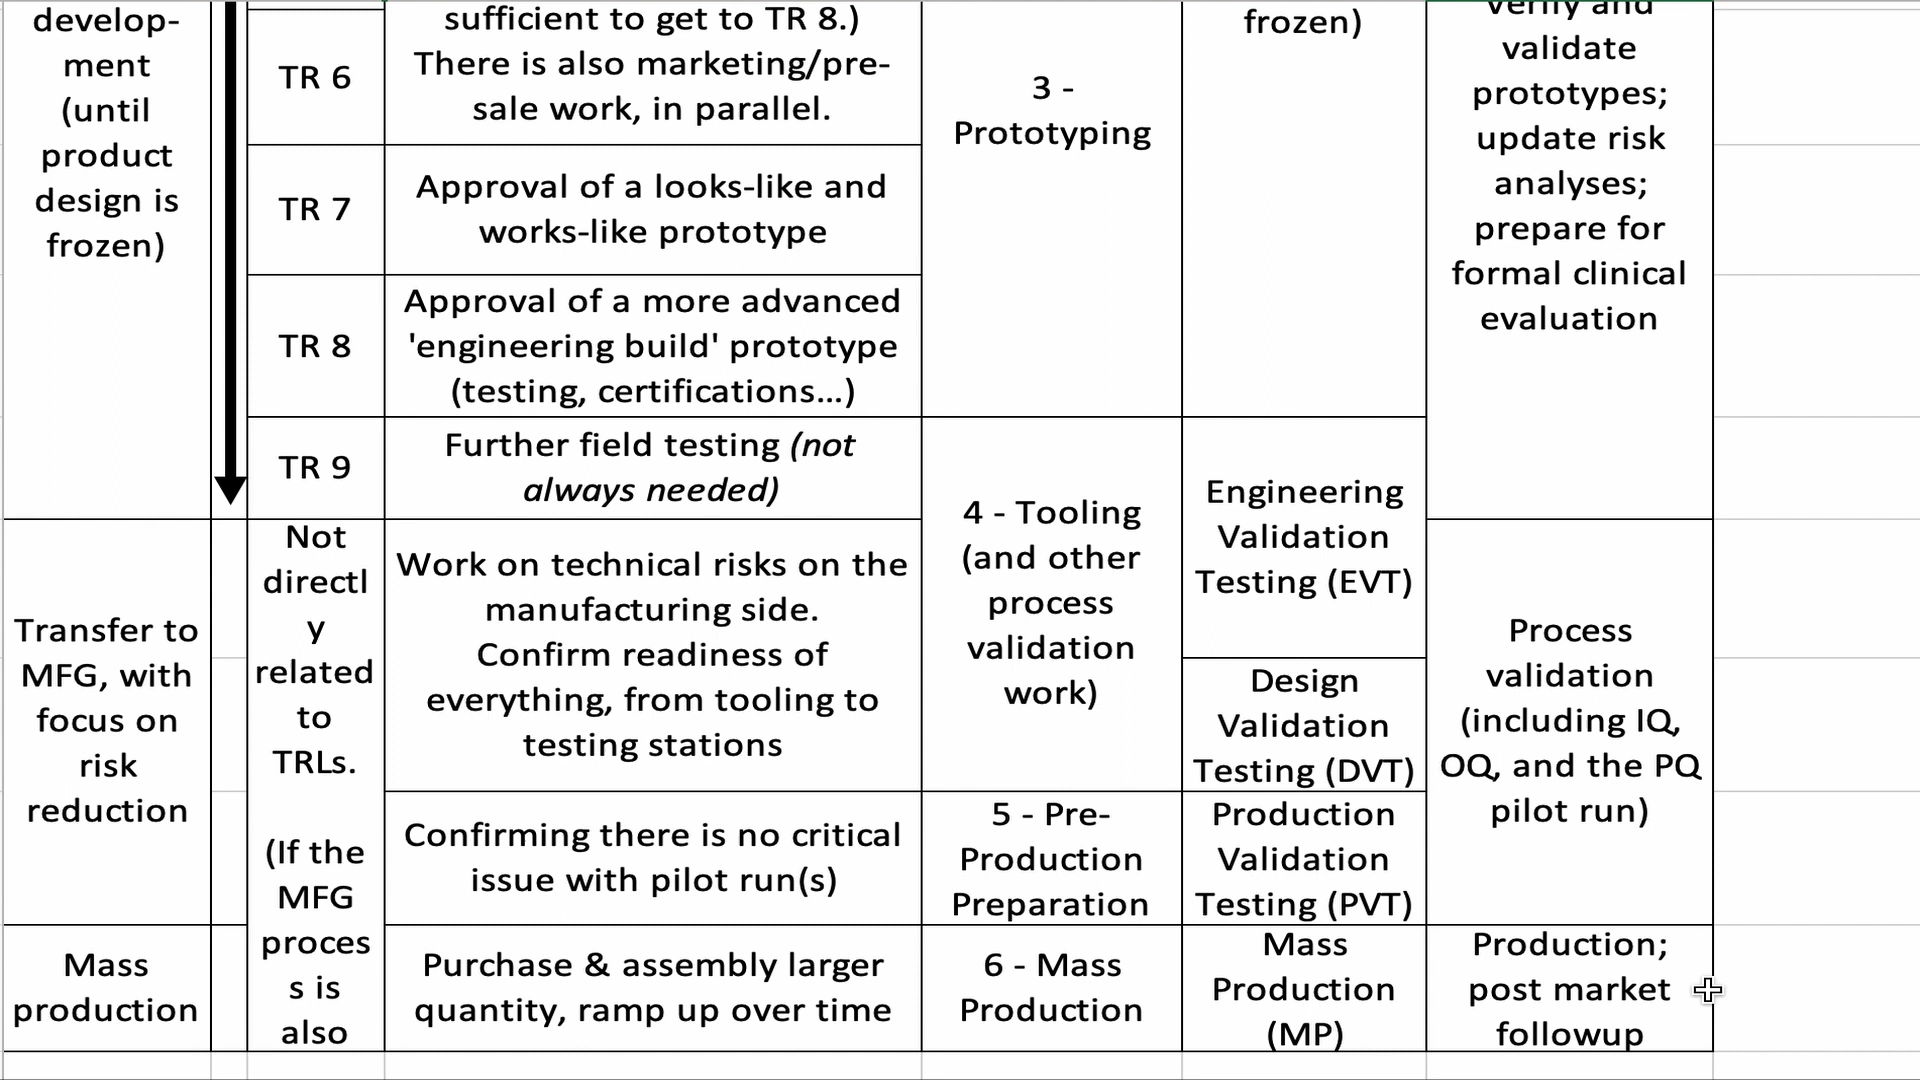 develop-
ment
(until
product
design is
frozen)
TR 6
sufficient to get to TR 8.)
There is also marketing/pre-
sale work, in parallel.
3 -
Prototyping
frozen)
verify and
validate
prototypes;
update risk
analyses;
prepare for
formal clinical
evaluation
TR 7
Approval of a looks-like and
works-like prototype
TR 8
Approval of a more advanced
'engineering build' prototype
(testing, certifications...)
TR 9
Further field testing (not
always needed)
4 - Tooling
(and other
process
validation
work)
Engineering
Validation
Testing (EVT)
Transfer to
MFG, with
focus on
risk
reduction
Not
directl
y
related
to
TRLs.
(If the
MFG
proces
s is
also
Work on technical risks on the
manufacturing side.
Confirm readiness of
everything, from tooling to
testing stations
Design
Validation
Testing (DVT)
Process
validation
(including IQ,
OQ, and the PQ
pilot run)
Confirming there is no critical
issue with pilot run(s)
5 - Pre-
Production
Preparation
Production
Validation
Testing (PVT)
Mass
production
Purchase & assembly larger
quantity, ramp up over time
6 - Mass
Production
Mass
Production
(MP)
Production;
post market
followup